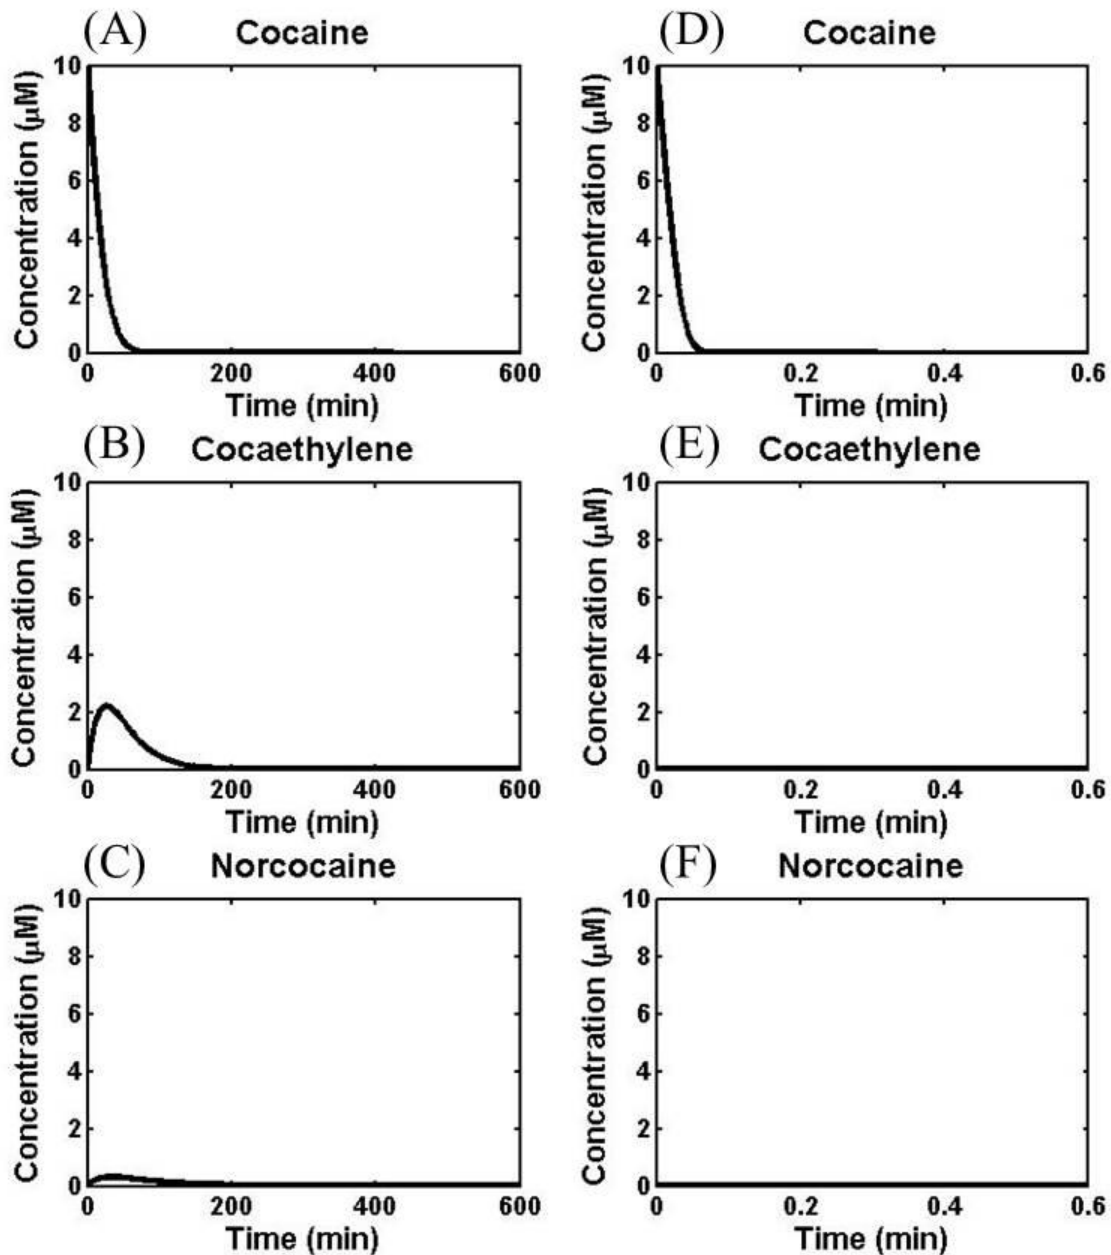 (A) Cocaine
Concentration (μM)
10
8
6
4
2
0
0 200 400 600
Time (min)
(D) Cocaine
Concentration (μM)
10
8
6
4
2
0
0 0.2 0.4 0.6
Time (min)
(B) Cocaethylene
Concentration (μM)
10
8
6
4
2
0
0 200 400 600
Time (min)
(E) Cocaethylene
Concentration (μM)
10
8
6
4
2
0
0 0.2 0.4 0.6
Time (min)
(C) Norcocaine
Concentration (μM)
10
8
6
4
2
0
0 200 400 600
Time (min)
(F) Norcocaine
Concentration (μM)
10
8
6
4
2
0
0 0.2 0.4 0.6
Time (min)